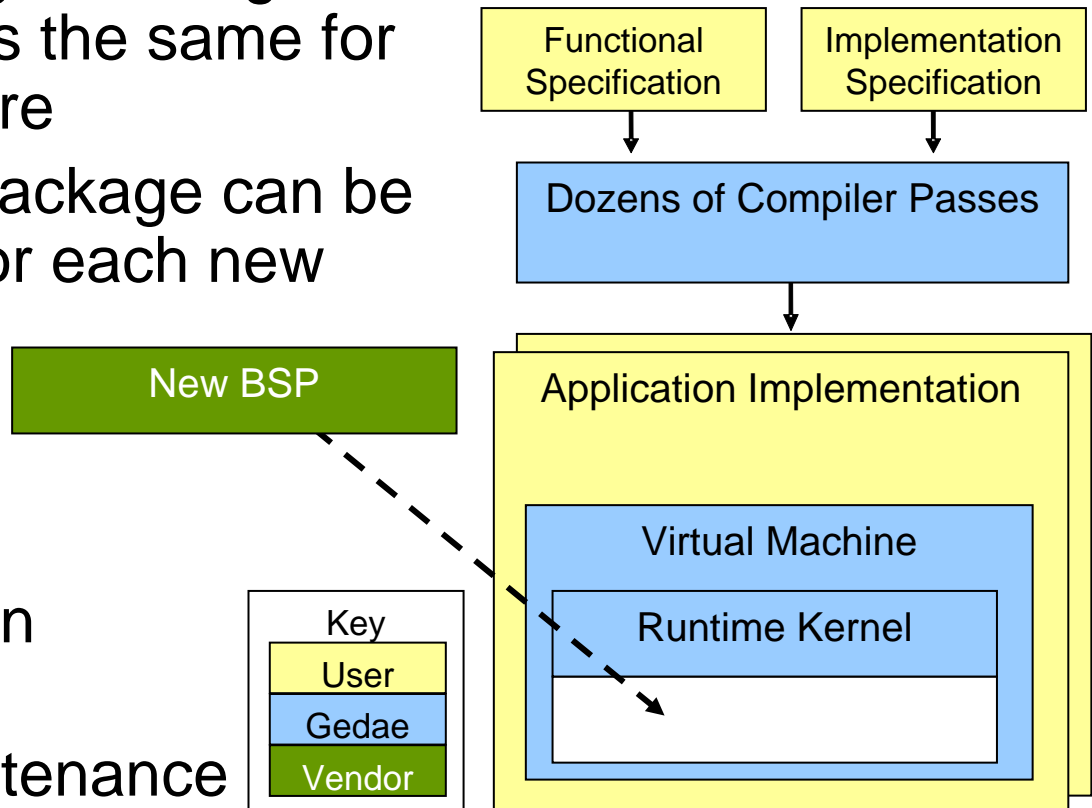 s the same for
re
ackage can be
or each new
n
tenance
Functional
Specification
Implementation
Specification
Dozens of Compiler Passes
New BSP
Application Implementation
Virtual Machine
Runtime Kernel
Key
User
Gedae
Vendor